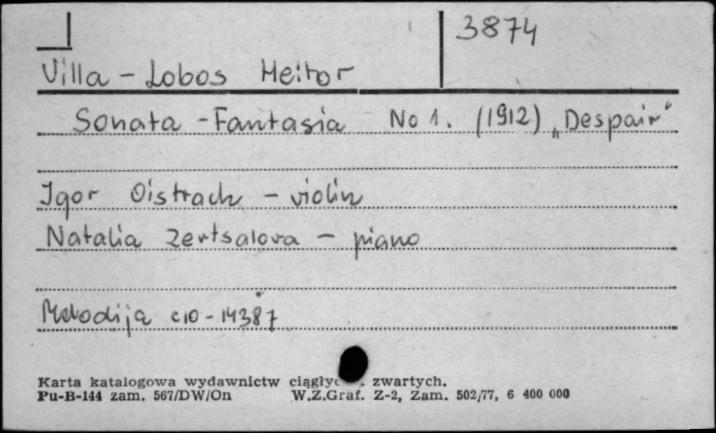 3874
Villa - Lobos Heitor
Sonata - Fantasia No 1. (1912) „Despair"
Igor Oistrach - violin
Natalia Zertsalova - piano
Melodija c10 - 14387
Karta katalogowa wydawnictw ciągłyc zwartych.
Pu-B-144 zam. 567/DW/On W.Z.Graf. Z-2, Zam. 502/77, 6 400 000